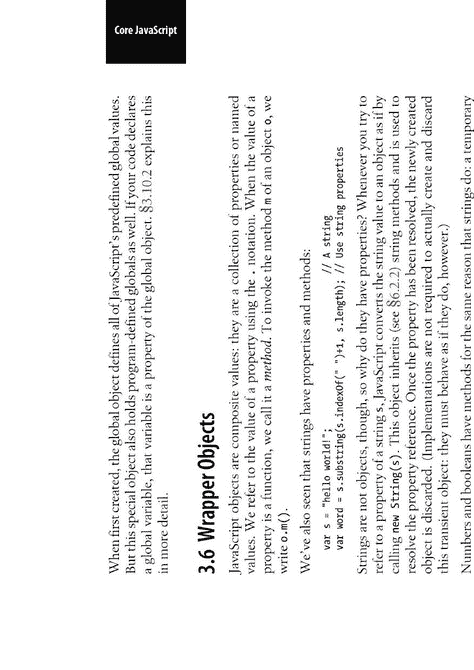 Core JavaScript
When first created, the global object defines all of JavaScript's predefined global values.
But this special object also holds program-defined globals as well. If your code declares
a global variable, that variable is a property of the global object. §3.10.2 explains this
in more detail.
3.6 Wrapper Objects
JavaScript objects are composite values: they are a collection of properties or named
values. We refer to the value of a property using the . notation. When the value of a
property is a function, we call it a method. To invoke the method m of an object o, we
write o.m().
We've also seen that strings have properties and methods:
var s = "hello world!"; // A string
var word = s.substring(s.indexOf(" ")+1, s.length); // Use string properties
Strings are not objects, though, so why do they have properties? Whenever you try to
refer to a property of a string s, JavaScript converts the string value to an object as if by
calling new String(s). This object inherits (see §6.2.2) string methods and is used to
resolve the property reference. Once the property has been resolved, the newly created
object is discarded. (Implementations are not required to actually create and discard
this transient object: they must behave as if they do, however.)
Numbers and booleans have methods for the same reason that strings do: a temporary